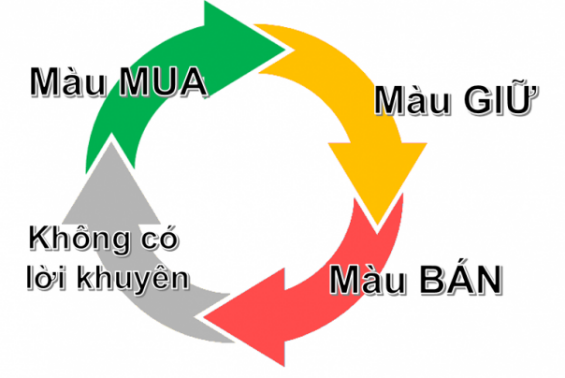 Màu MUA
Màu GIỮ
Không có
lời khuyên
Màu BÁN